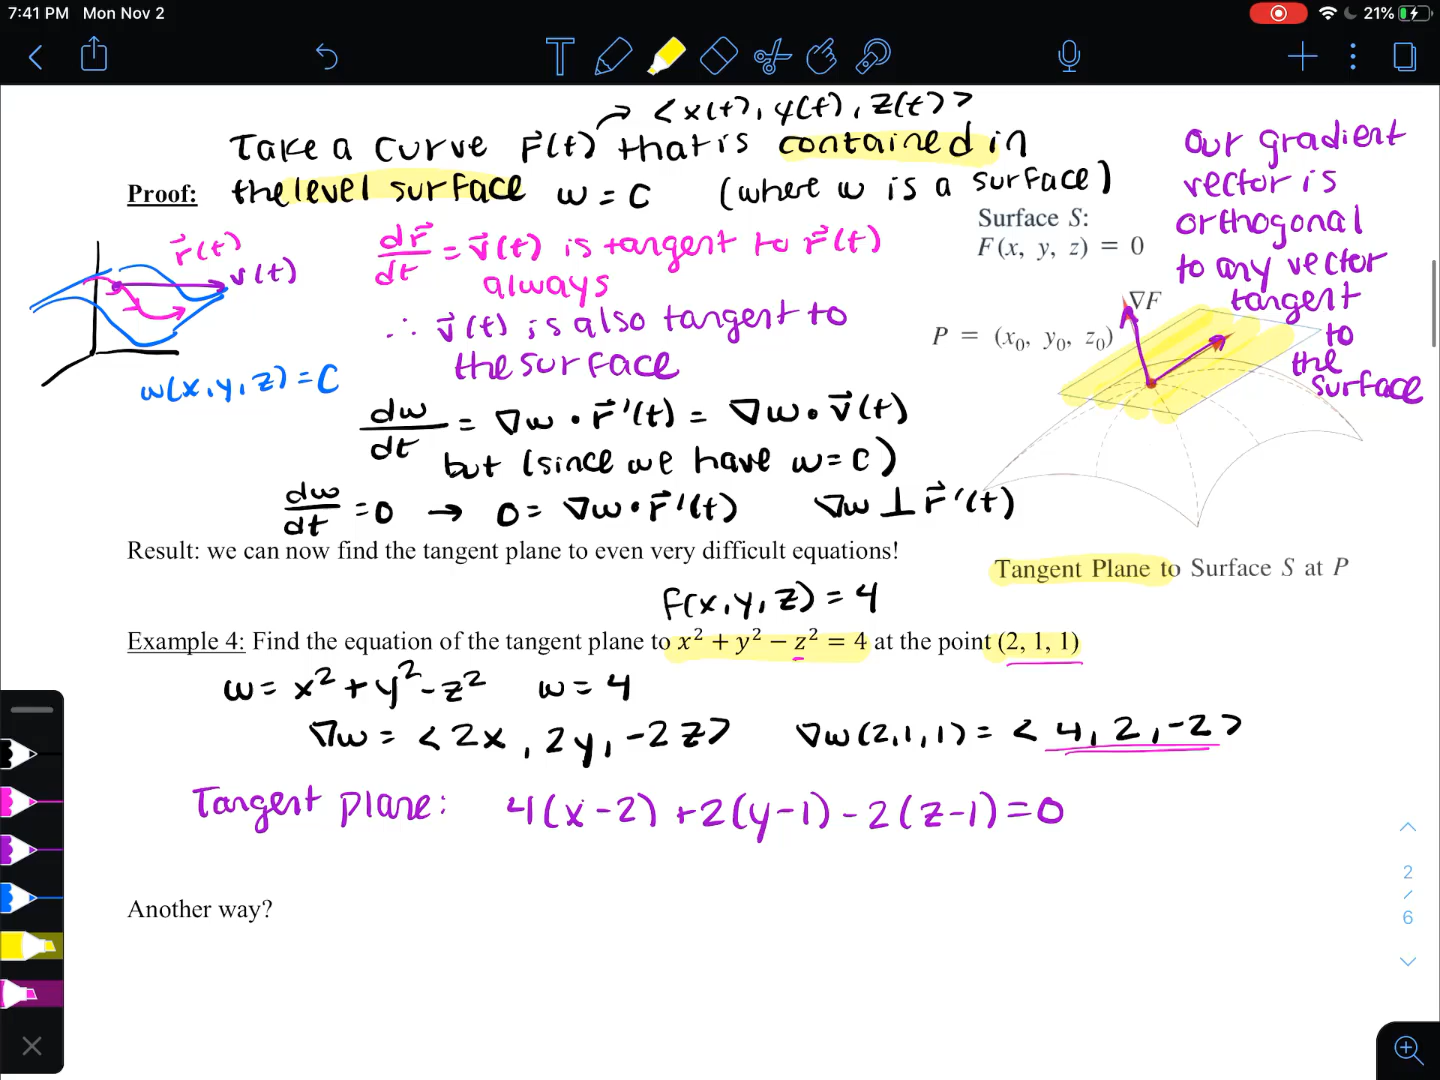 7:41 PM Mon Nov 2
21%
→ <x(t), y(t), z(t)>
Take a curve r⃗(t) that is contained in
Proof: the level surface w = C (where w is a surface)
r⃗(t)
v(t)
w(x,y,z) = C
dr⃗/dt = v⃗(t) is tangent to r⃗(t)
always
∴ v⃗(t) is also tangent to
the surface
dw/dt = ∇w · r⃗'(t) = ∇w · v⃗(t)
but (since we have w = C)
dw/dt = 0 → 0 = ∇w · r⃗'(t) ∇w ⊥ r⃗'(t)
Surface S:
F(x, y, z) = 0
∇F
P = (x₀, y₀, z₀)
Tangent Plane to Surface S at P
Our gradient
vector is
orthogonal
to any vector
tangent
to
the
surface
Result: we can now find the tangent plane to even very difficult equations!
F(x,y,z) = 4
Example 4: Find the equation of the tangent plane to x² + y² − z² = 4 at the point (2, 1, 1)
w = x² + y² - z² w = 4
∇w = <2x, 2y, -2z> ∇w(2,1,1) = <4, 2, -2>
Tangent plane: 4(x-2) + 2(y-1) - 2(z-1) = 0
Another way?
2
/
6